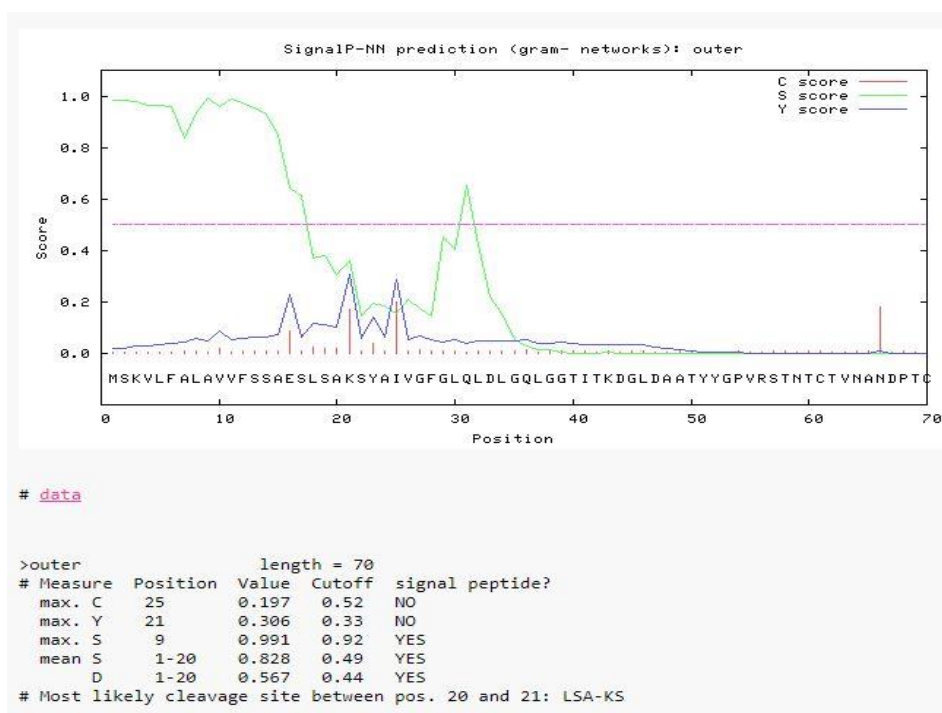 SignalP-NN prediction (gram- networks): outer
C score
S score
Y score
1.0
0.8
0.6
0.4
0.2
0.0
Score
MSKVLFALAVVFSSAESLSAKSYAIVGFGLQLDLGQLGGTITKDGLDAATYYGPVRSTNTCTVNANDPTC
0 10 20 30 40 50 60 70
Position
# data
>outer length = 70
# Measure Position Value Cutoff signal peptide?
max. C 25 0.197 0.52 NO
max. Y 21 0.306 0.33 NO
max. S 9 0.991 0.92 YES
mean S 1-20 0.828 0.49 YES
D 1-20 0.567 0.44 YES
# Most likely cleavage site between pos. 20 and 21: LSA-KS